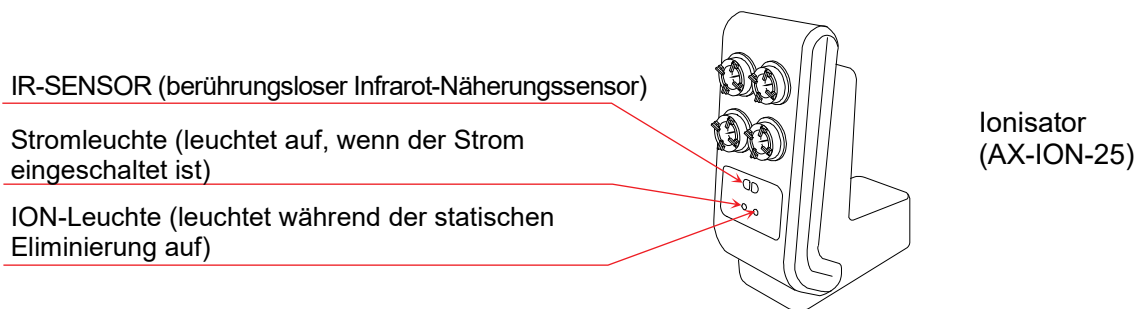 IR-SENSOR (berührungsloser Infrarot-Näherungssensor)
Stromleuchte (leuchtet auf, wenn der Strom
eingeschaltet ist)
ION-Leuchte (leuchtet während der statischen
Eliminierung auf)
Ionisator
(AX-ION-25)